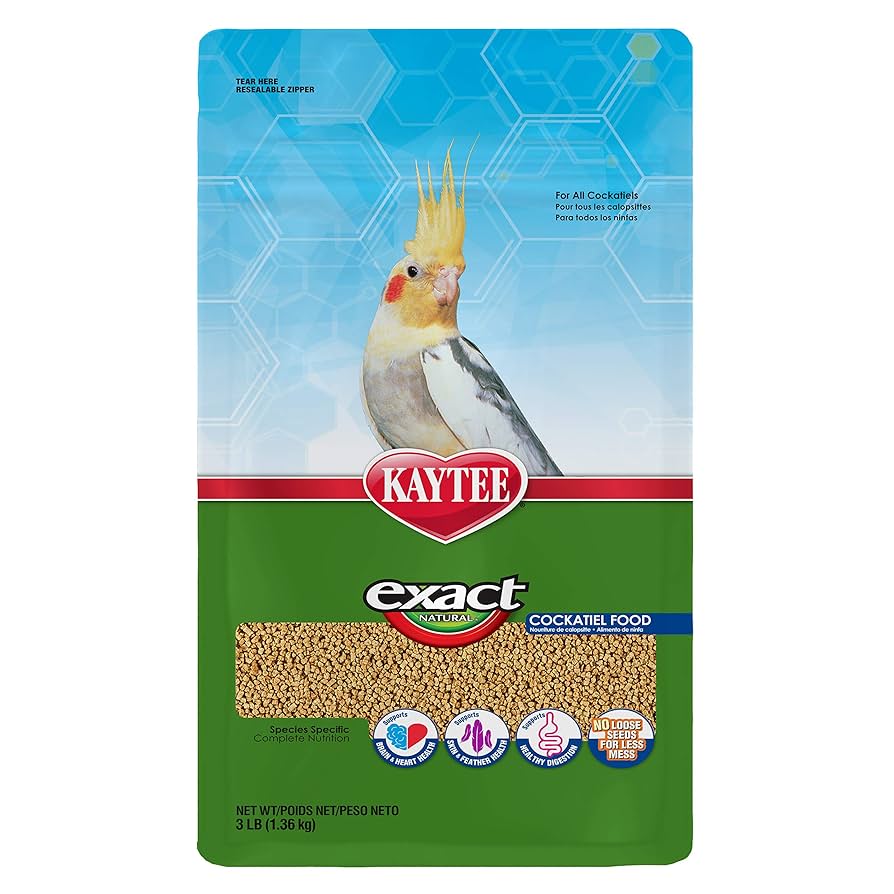 TEAR HERE
RESEALABLE ZIPPER
For All Cockatiels
Pour tous les calopsittes
Para todos los ninfas
KAYTEE®
exact
NATURAL™
COCKATIEL FOOD
Nourriture de calopsitte • Alimento de ninfa
Species Specific
Complete Nutrition
Supports
BRAIN & HEART HEALTH
Supports
SKIN & FEATHER HEALTH
Supports
HEALTHY DIGESTION
NO LOOSE
SEEDS
FOR LESS
MESS
NET WT/POIDS NET/PESO NETO
3 LB (1.36 kg)